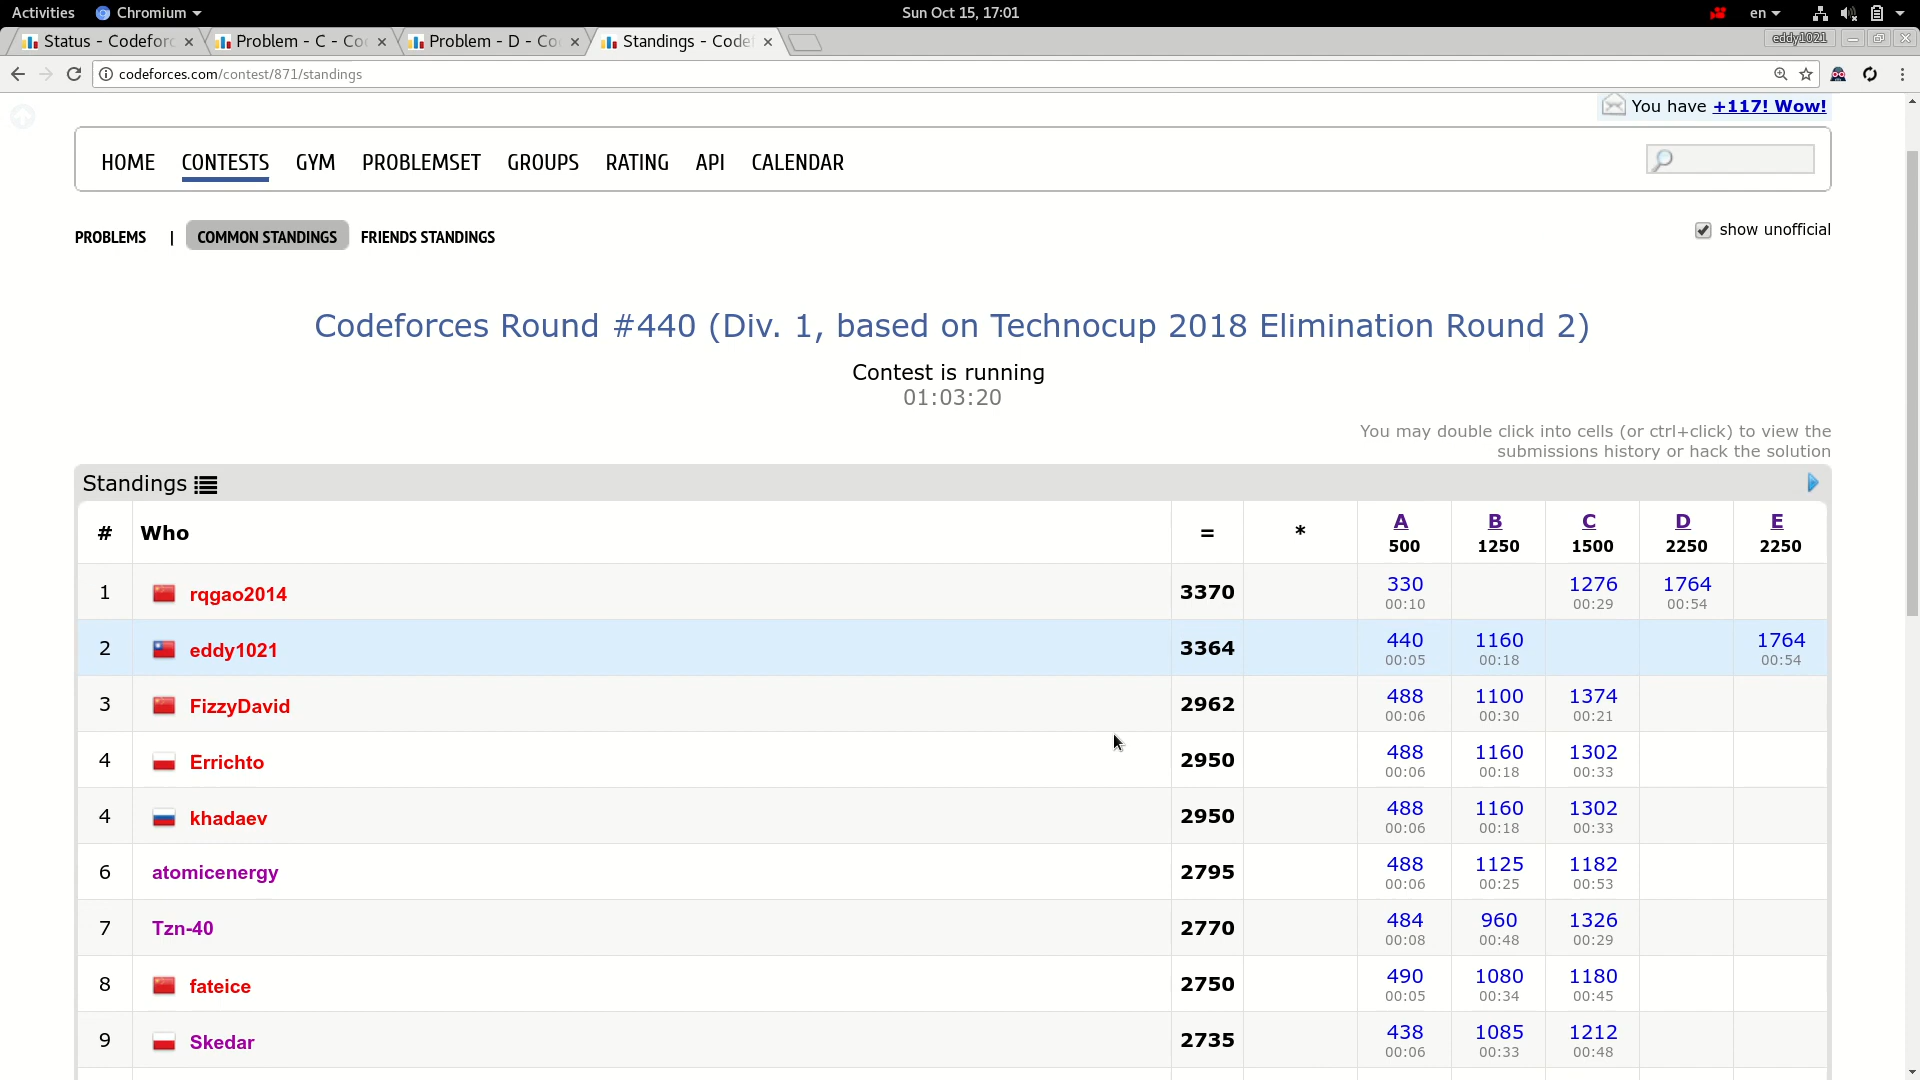 Activities Chromium Sun Oct 15, 17:01 en
Status - Codeforc Problem - C - Co Problem - D - Co Standings - Codef eddy1021
codeforces.com/contest/871/standings
You have +117! Wow!
HOME CONTESTS GYM PROBLEMSET GROUPS RATING API CALENDAR
PROBLEMS | COMMON STANDINGS FRIENDS STANDINGS show unofficial
Codeforces Round #440 (Div. 1, based on Technocup 2018 Elimination Round 2)
Contest is running
01:03:20
You may double click into cells (or ctrl+click) to view the
submissions history or hack the solution
Standings
# Who = * A B C D E
500 1250 1500 2250 2250
1 rqgao2014 3370 330 1276 1764
00:10 00:29 00:54
2 eddy1021 3364 440 1160 1764
00:05 00:18 00:54
3 FizzyDavid 2962 488 1100 1374
00:06 00:30 00:21
4 Errichto 2950 488 1160 1302
00:06 00:18 00:33
4 khadaev 2950 488 1160 1302
00:06 00:18 00:33
6 atomicenergy 2795 488 1125 1182
00:06 00:25 00:53
7 Tzn-40 2770 484 960 1326
00:08 00:48 00:29
8 fateice 2750 490 1080 1180
00:05 00:34 00:45
9 Skedar 2735 438 1085 1212
00:06 00:33 00:48